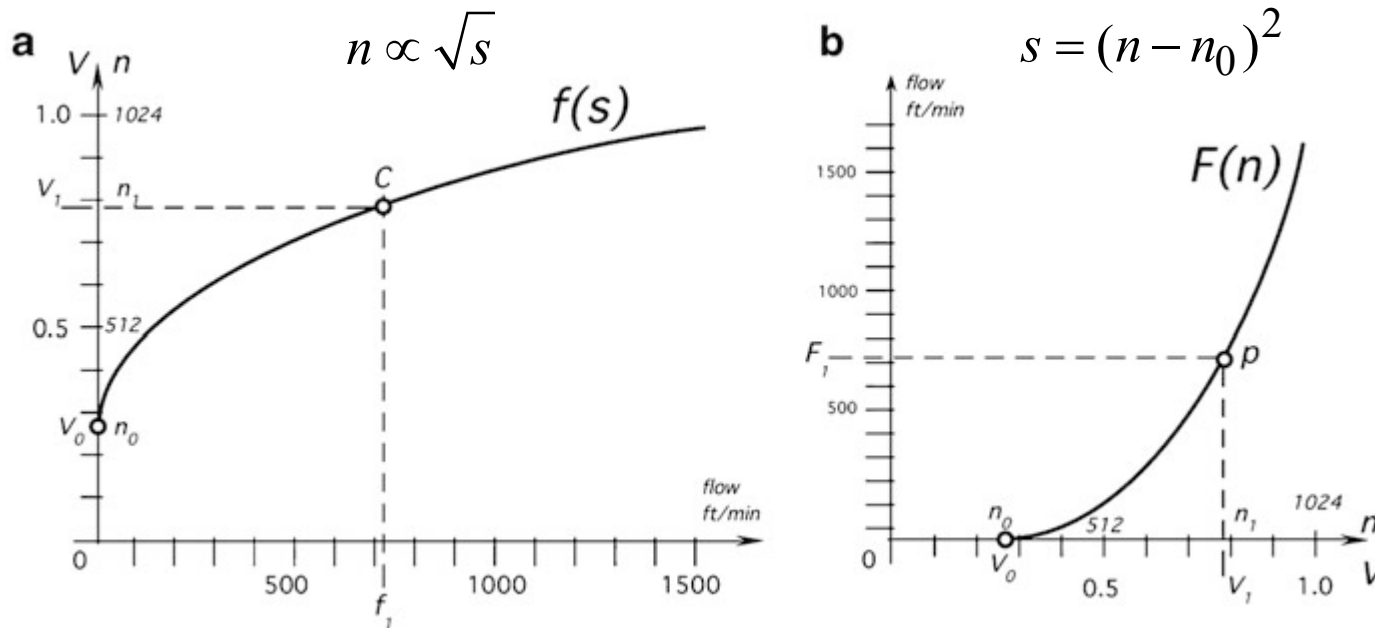 a
n ∝ √s
V n
f(s)
1.0 1024
C
V₁ n₁
0.5 512
V₀ n₀
flow
ft/min
0 500 1000 1500
f₁
b
s = (n − n₀)²
flow
ft/min
F(n)
1500
1000
F₁ p
500
n₀ 512 n₁ 1024 n
0 V₀ 0.5 V₁ 1.0 V